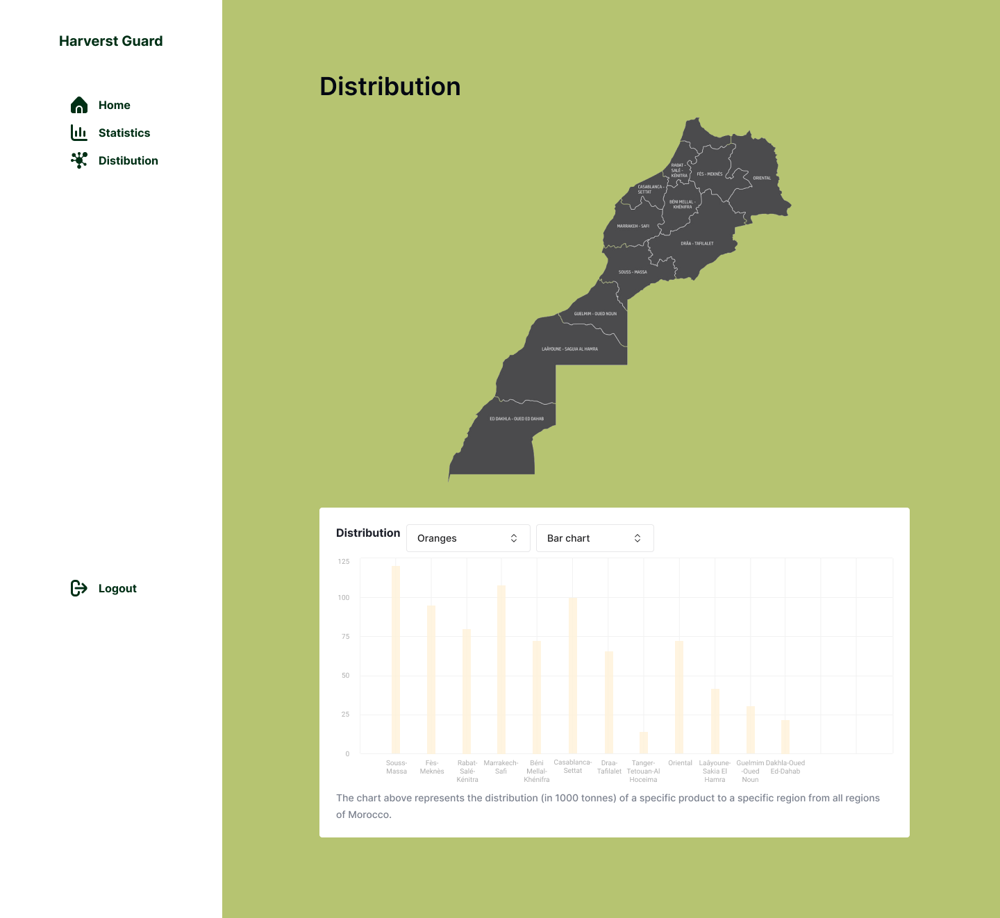 Harverst Guard
Home
Statistics
Distibution
Logout
Distribution
RABAT -
SALÉ -
KÉNITRA
FÈS - MEKNÈS
ORIENTAL
CASABLANCA -
SETTAT
BÉNI MELLAL -
KHÉNIFRA
MARRAKEH - SAFI
DRÂA - TAFILALET
SOUSS - MASSA
GUELMIM - OUED NOUN
LAÂYOUNE - SAGUIA AL HAMRA
ED DAKHLA - OUED ED DAHAB
Distribution
Oranges
Bar chart
125
100
75
50
25
0
Souss-
Massa
Fès-
Meknès
Rabat-
Salé-
Kénitra
Marrakech-
Safi
Béni
Mellal-
Khénifra
Casablanca-
Settat
Draa-
Tafilalet
Tanger-
Tetouan-Al
Hoceima
Oriental
Laâyoune-
Sakia El
Hamra
Guelmim
-Oued
Noun
Dakhla-Oued
Ed-Dahab
The chart above represents the distribution (in 1000 tonnes) of a specific product to a specific region from all regions
of Morocco.